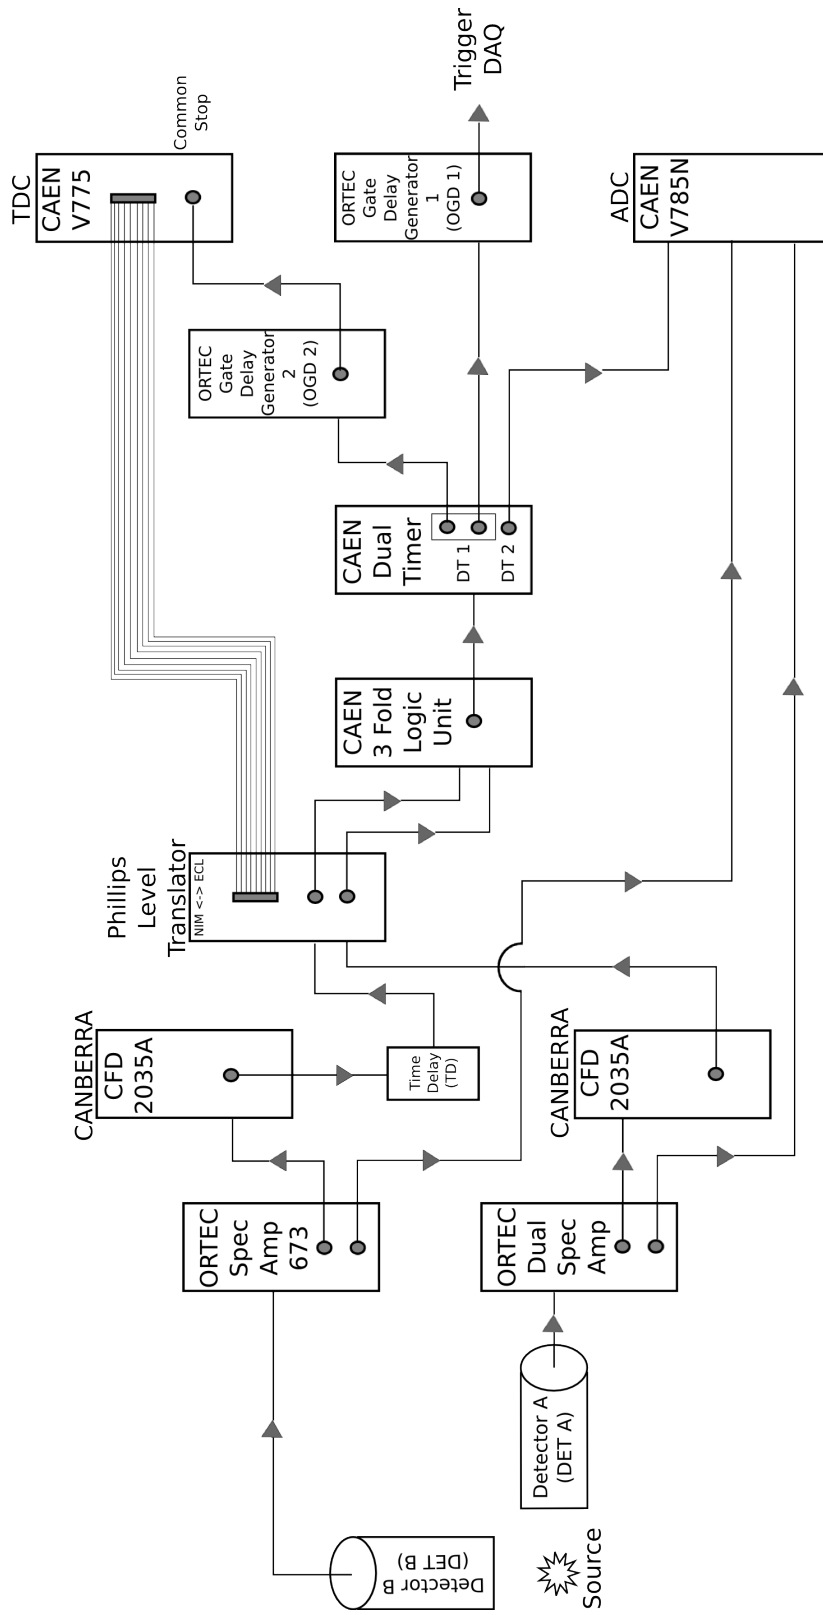 TDC
CAEN
V775
Common
Stop
ORTEC
Gate
Delay
Generator
1
(OGD 1)
Trigger
DAQ
ADC
CAEN
V785N
ORTEC
Gate
Delay
Generator
2
(OGD 2)
CAEN
Dual
Timer
DT 1
DT 2
CAEN
3 Fold
Logic
Unit
Phillips
Level
Translator
NIM <-> ECL
CANBERRA
CFD
2035A
Time
Delay
(TD)
CANBERRA
CFD
2035A
ORTEC
Spec
Amp
673
ORTEC
Dual
Spec
Amp
Detector A
(DET A)
Detector B
(DET B)
Source